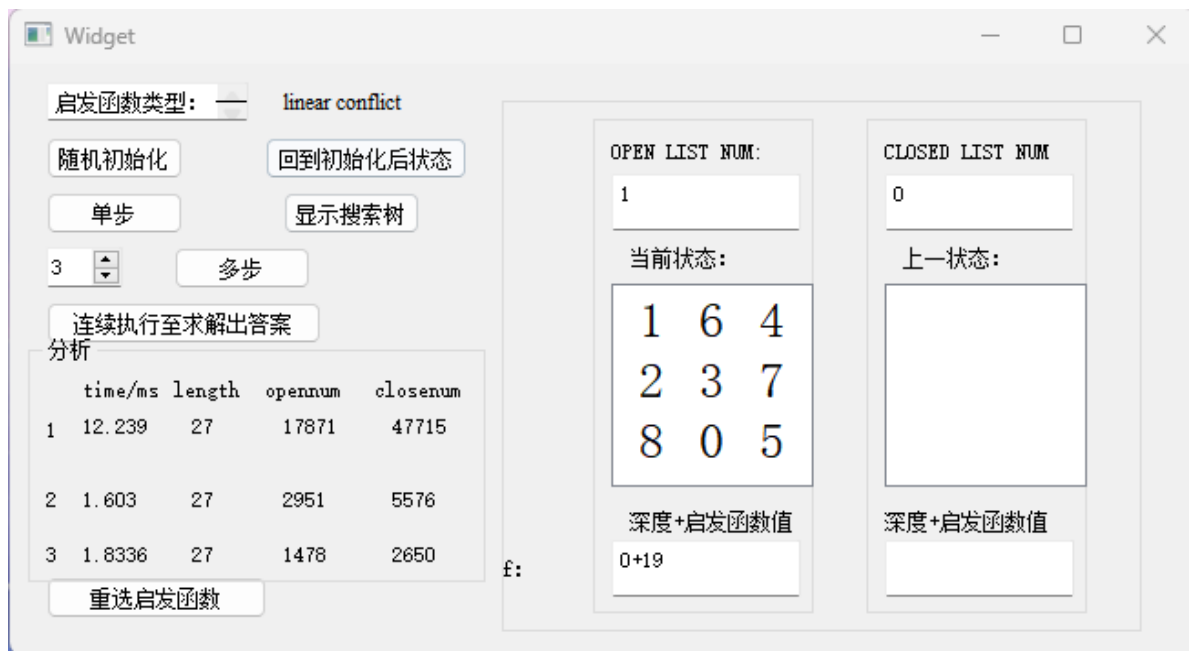 Widget
启发函数类型: linear conflict
随机初始化 回到初始化后状态
单步 显示搜索树
3 多步
连续执行至求解出答案
分析
time/ms length opennum closenum
1 12.239 27 17871 47715
2 1.603 27 2951 5576
3 1.8336 27 1478 2650
重选启发函数
OPEN LIST NUM:
1
当前状态:
1 6 4
2 3 7
8 0 5
深度+启发函数值
f: 0+19
CLOSED LIST NUM
0
上一状态:
深度+启发函数值